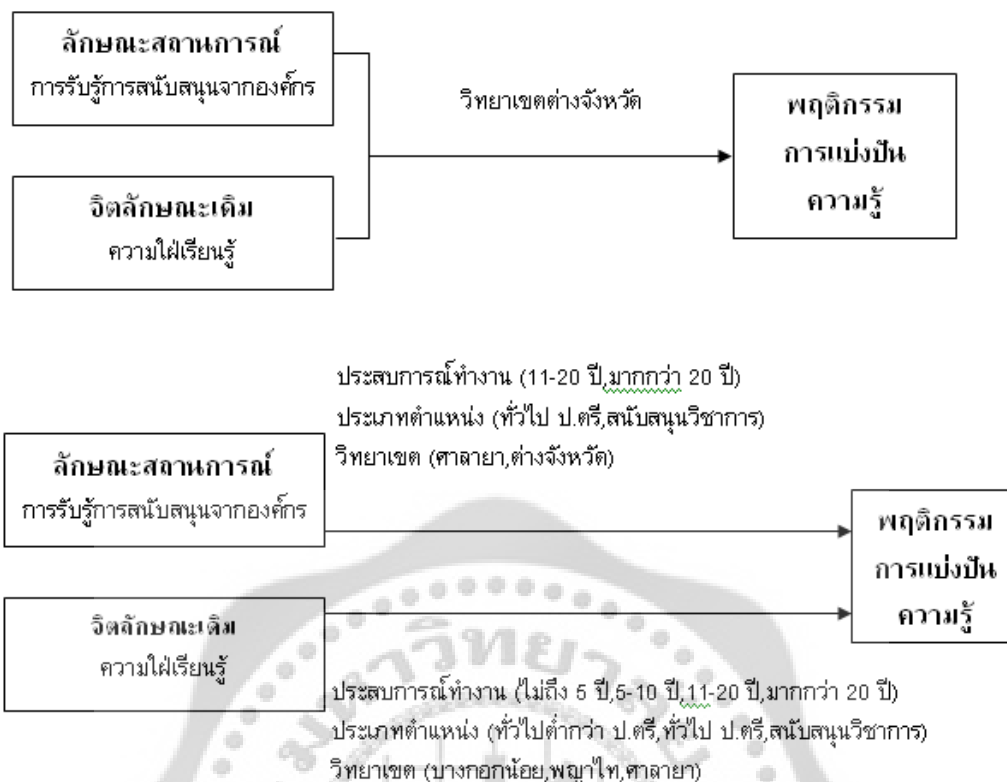 ลักษณะสถานการณ์
การรับรู้การสนับสนุนจากองค์กร
วิทยาเขตต่างจังหวัด
พฤติกรรม
การแบ่งปัน
ความรู้
จิตลักษณะเดิม
ความใฝ่เรียนรู้
ประสบการณ์ทำงาน (11-20 ปี,มากกว่า 20 ปี)
ประเภทตำแหน่ง (ทั่วไป ป.ตรี,สนับสนุนวิชาการ)
วิทยาเขต (ศาลายา,ต่างจังหวัด)
ลักษณะสถานการณ์
การรับรู้การสนับสนุนจากองค์กร
พฤติกรรม
การแบ่งปัน
ความรู้
จิตลักษณะเดิม
ความใฝ่เรียนรู้
ประสบการณ์ทำงาน (ไม่ถึง 5 ปี,5-10 ปี,11-20 ปี,มากกว่า 20 ปี)
ประเภทตำแหน่ง (ทั่วไปต่ำกว่า ป.ตรี,ทั่วไป ป.ตรี,สนับสนุนวิชาการ)
วิทยาเขต (บางกอกน้อย,พญาไท,ศาลายา)